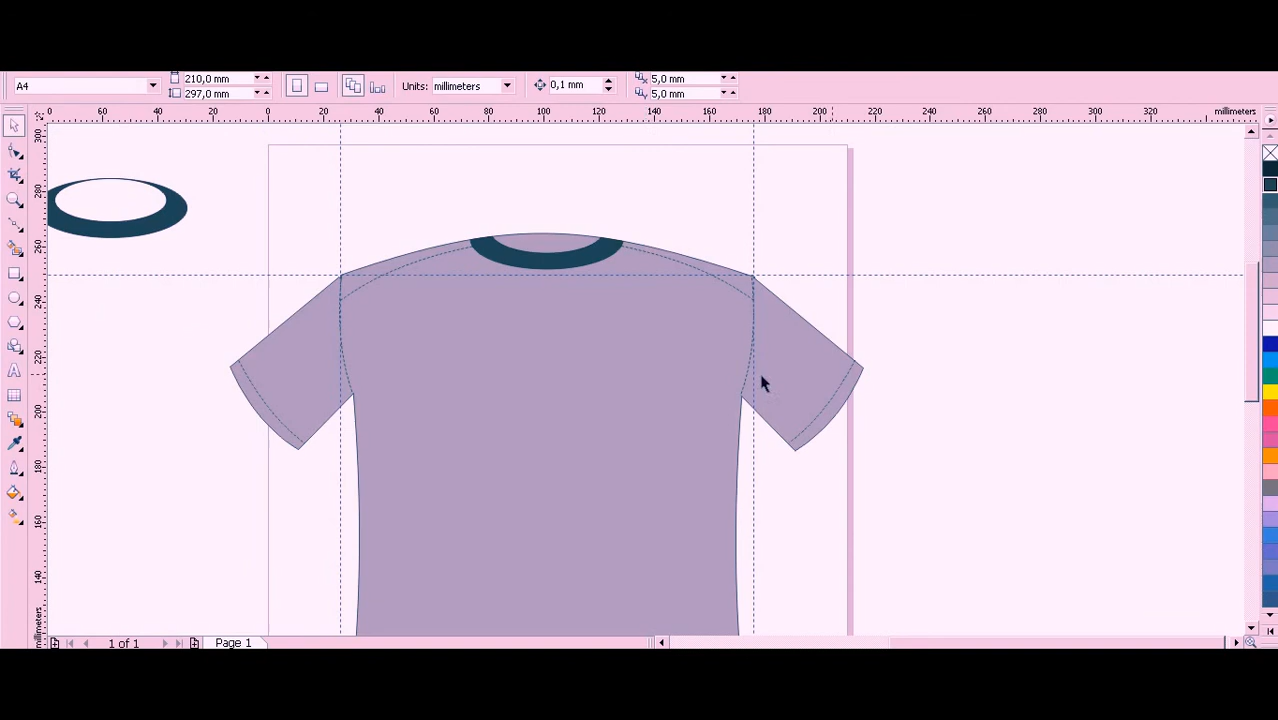 A4
210,0 mm
297,0 mm
Units: millimeters
0,1 mm
5,0 mm
5,0 mm
0 60 40 20 0 20 40 60 80 100 120 140 160 180 200 220 240 260 280 300 320 millimeters
300
280
260
240
220
200
180
160
140
millimeters
1 of 1
Page 1